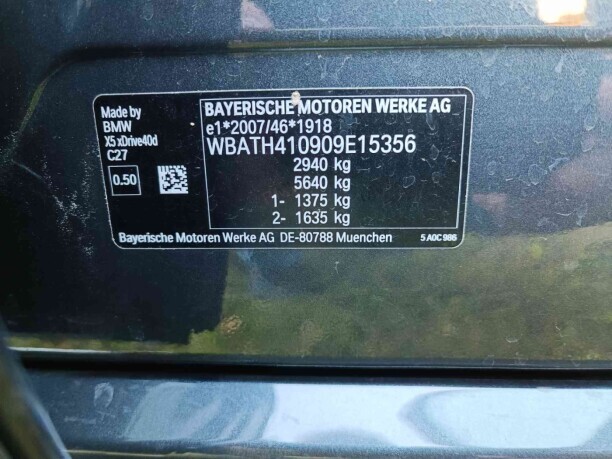 Made by
BMW
X5 xDrive40d
C27
0.50
BAYERISCHE MOTOREN WERKE AG
e1*2007/46*1918
WBATH410909E15356
2940 kg
5640 kg
1- 1375 kg
2- 1635 kg
Bayerische Motoren Werke AG DE-80788 Muenchen
5 A0C 986